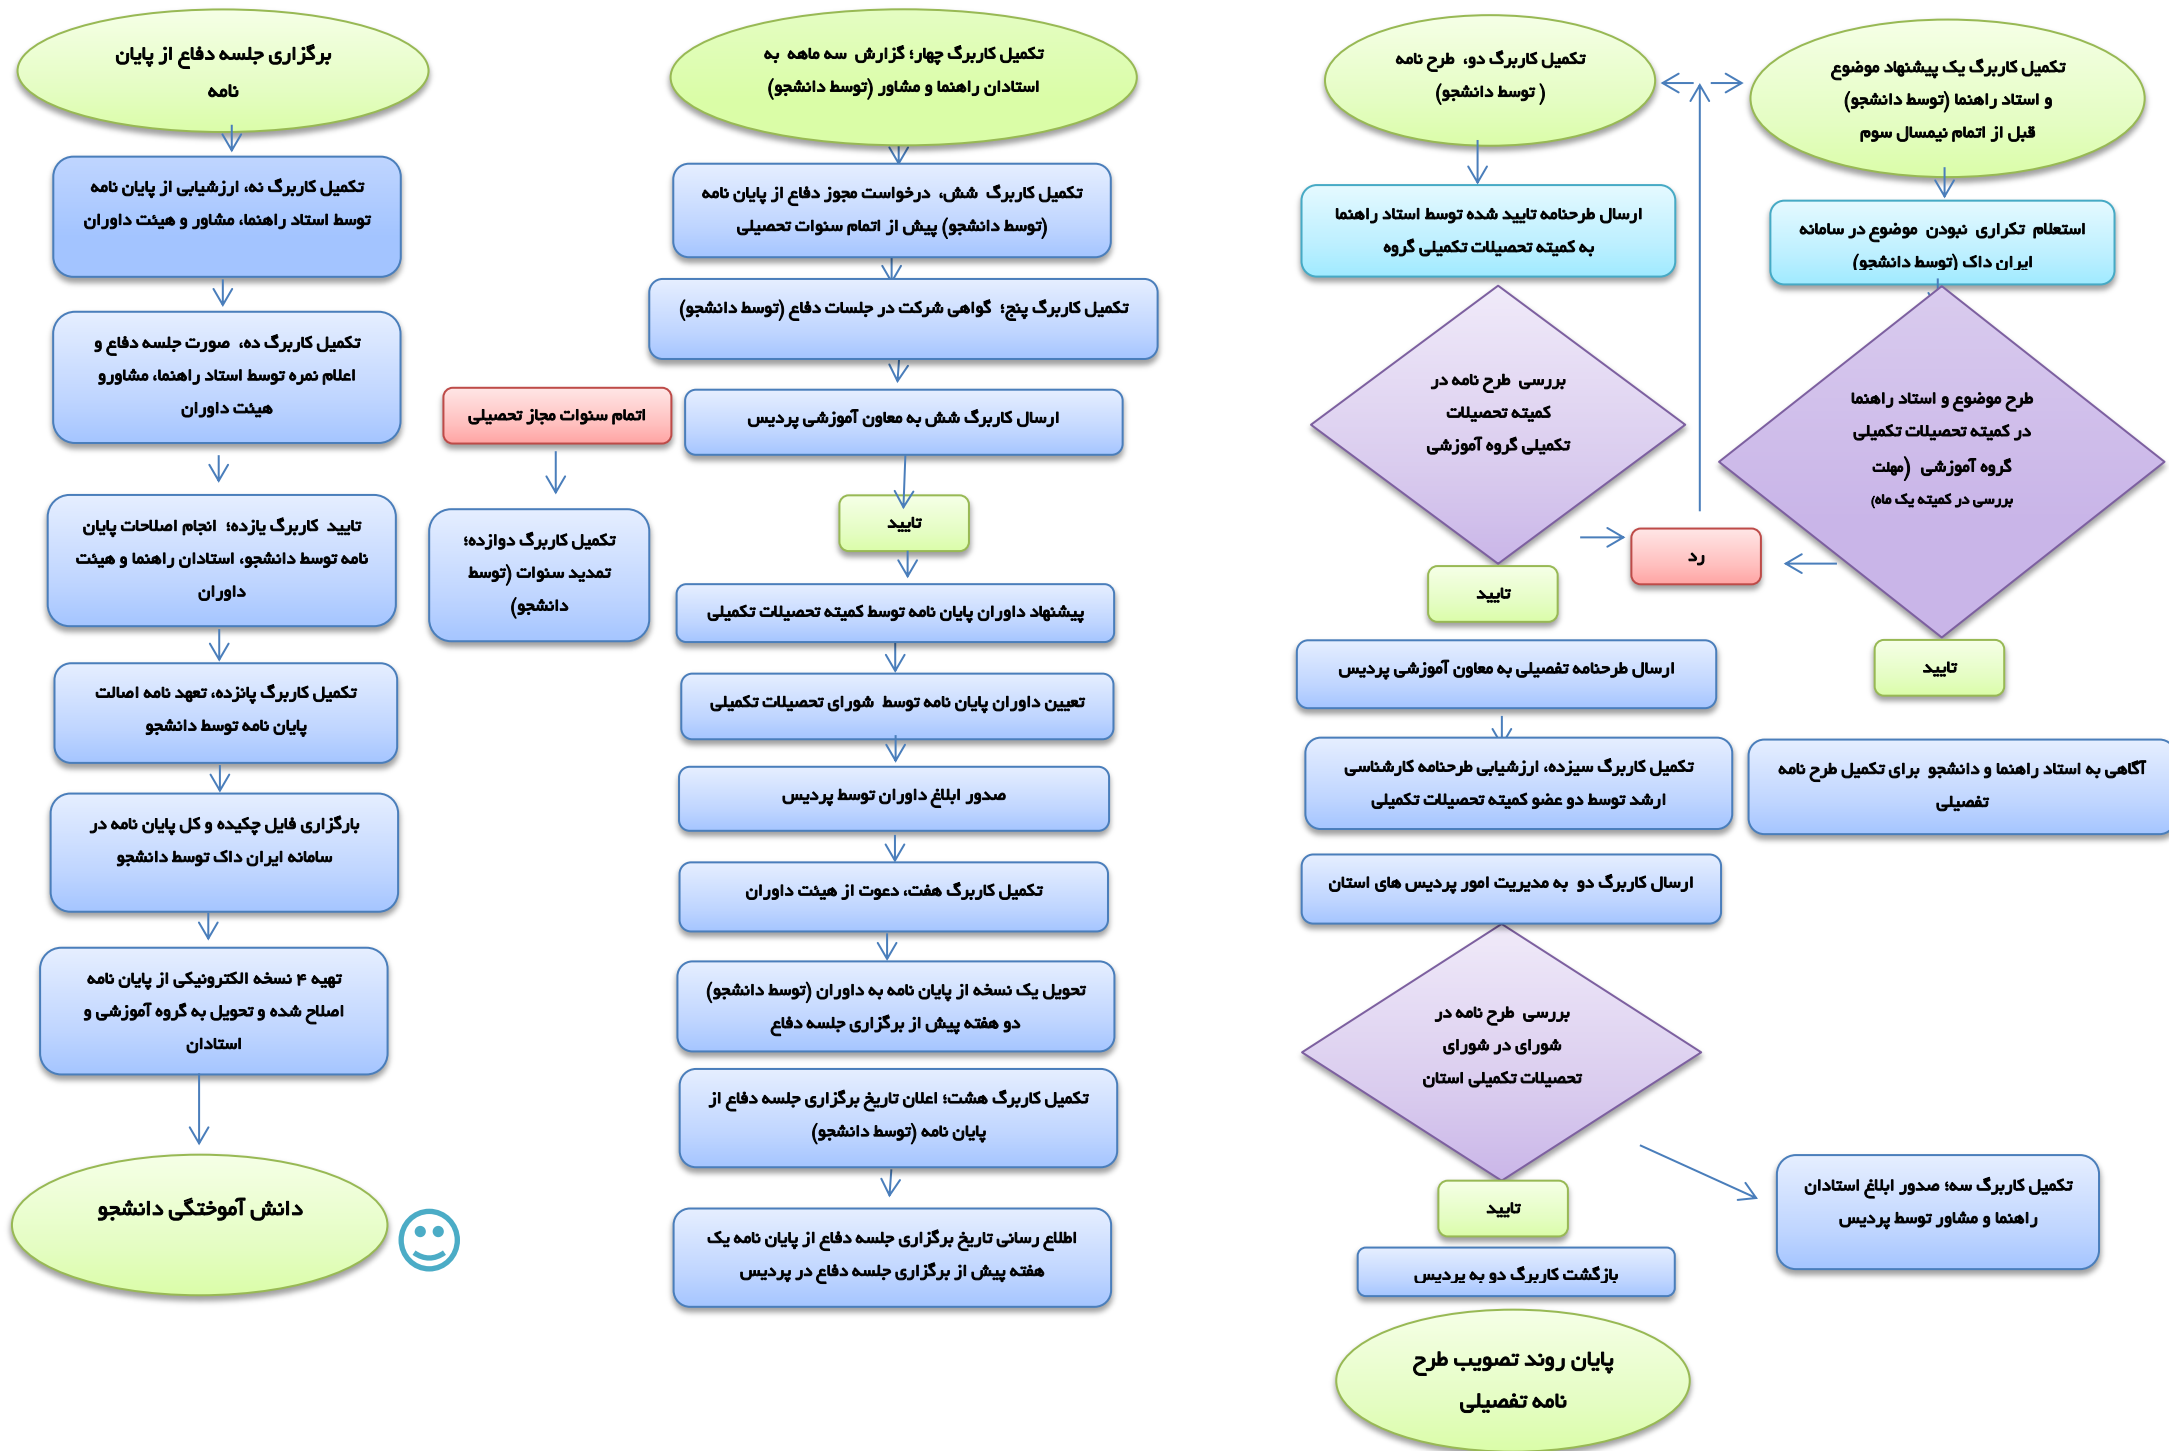 تکمیل کاربرگ یک پیشنهاد موضوع
و استاد راهنما (توسط دانشجو)
قبل از اتمام نیمسال سوم
استعلام تکراری نبودن موضوع در سامانه
ایران داک (توسط دانشجو)
طرح موضوع و استاد راهنما
در کمیته تحصیلات تکمیلی
گروه آموزشی (مهلت
بررسی در کمیته یک ماه)
تایید
آگاهی به استاد راهنما و دانشجو برای تکمیل طرح نامه
تفصیلی
رد
تکمیل کاربرگ دو، طرح نامه
( توسط دانشجو)
ارسال طرحنامه تایید شده توسط استاد راهنما
به کمیته تحصیلات تکمیلی گروه
بررسی طرح نامه در
کمیته تحصیلات
تکمیلی گروه آموزشی
تایید
ارسال طرحنامه تفصیلی به معاون آموزشی پردیس
تکمیل کاربرگ سیزده، ارزشیابی طرحنامه کارشناسی
ارشد توسط دو عضو کمیته تحصیلات تکمیلی
ارسال کاربرگ دو به مدیریت امور پردیس های استان
بررسی طرح نامه در
شورای در شورای
تحصیلات تکمیلی استان
تکمیل کاربرگ سه؛ صدور ابلاغ استادان
راهنما و مشاور توسط پردیس
تایید
بازگشت کاربرگ دو به پردیس
پایان روند تصویب طرح
نامه تفصیلی
تکمیل کاربرگ چهار؛ گزارش سه ماهه به
استادان راهنما و مشاور (توسط دانشجو)
تکمیل کاربرگ شش، درخواست مجوز دفاع از پایان نامه
(توسط دانشجو) پیش از اتمام سنوات تحصیلی
تکمیل کاربرگ پنج؛ گواهی شرکت در جلسات دفاع (توسط دانشجو)
ارسال کاربرگ شش به معاون آموزشی پردیس
تایید
پیشنهاد داوران پایان نامه توسط کمیته تحصیلات تکمیلی
تعیین داوران پایان نامه توسط شورای تحصیلات تکمیلی
صدور ابلاغ داوران توسط پردیس
تکمیل کاربرگ هفت، دعوت از هیئت داوران
تحویل یک نسخه از پایان نامه به داوران (توسط دانشجو)
دو هفته پیش از برگزاری جلسه دفاع
تکمیل کاربرگ هشت؛ اعلان تاریخ برگزاری جلسه دفاع از
پایان نامه (توسط دانشجو)
اطلاع رسانی تاریخ برگزاری جلسه دفاع از پایان نامه یک
هفته پیش از برگزاری جلسه دفاع در پردیس
اتمام سنوات مجاز تحصیلی
تکمیل کاربرگ دوازده؛
تمدید سنوات (توسط
دانشجو)
برگزاری جلسه دفاع از پایان
نامه
تکمیل کاربرگ نه، ارزشیابی از پایان نامه
توسط استاد راهنما، مشاور و هیئت داوران
تکمیل کاربرگ ده، صورت جلسه دفاع و
اعلام نمره توسط استاد راهنما، مشاورو
هیئت داوران
تایید کاربرگ یازده؛ انجام اصلاحات پایان
نامه توسط دانشجو، استادان راهنما و هیئت
داوران
تکمیل کاربرگ پانزده، تعهد نامه اصالت
پایان نامه توسط دانشجو
بارگزاری فایل چکیده و کل پایان نامه در
سامانه ایران داک توسط دانشجو
تهیه ۴ نسخه الکترونیکی از پایان نامه
اصلاح شده و تحویل به گروه آموزشی و
استادان
دانش آموختگی دانشجو